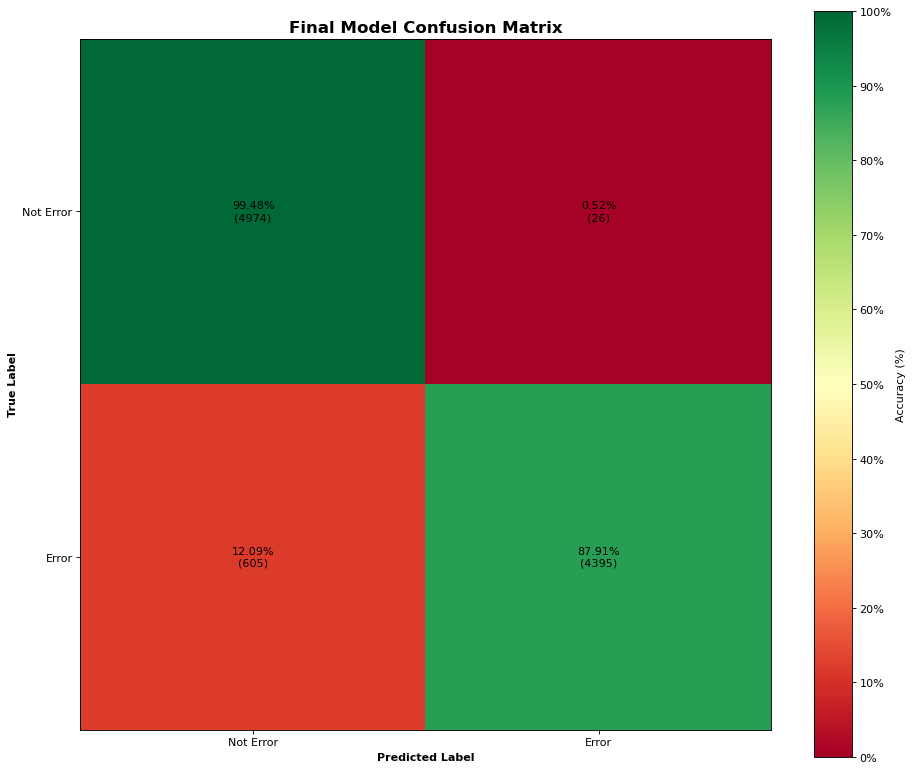 Final Model Confusion Matrix
True Label
Not Error
Error
99.48%
(4974)
0.52%
(26)
12.09%
(605)
87.91%
(4395)
Not Error
Error
Predicted Label
100%
90%
80%
70%
60%
50%
40%
30%
20%
10%
0%
Accuracy (%)